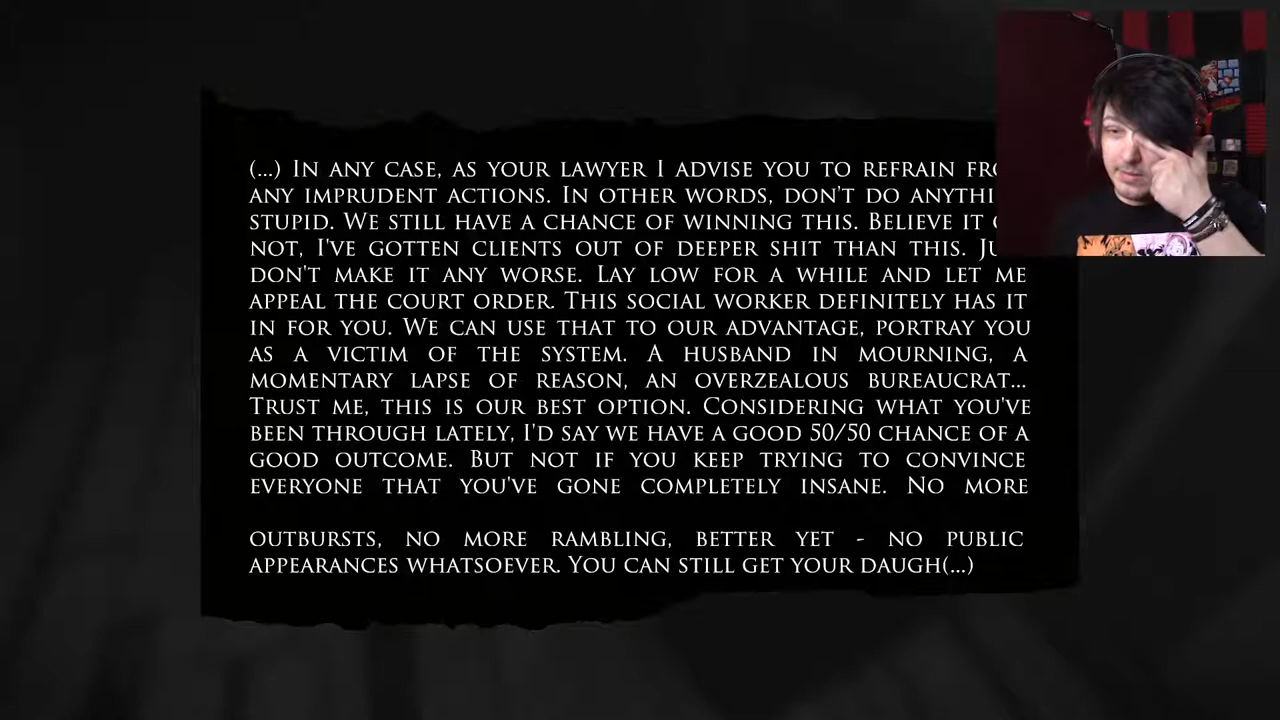 (...) IN ANY CASE, AS YOUR LAWYER I ADVISE YOU TO REFRAIN
ANY IMPRUDENT ACTIONS. IN OTHER WORDS, DON'T DO
STUPID. WE STILL HAVE A CHANCE OF WINNING THIS. BELIEVE IT
NOT, I'VE GOTTEN CLIENTS OUT OF DEEPER SHIT THAN THIS.
DON'T MAKE IT ANY WORSE. LAY LOW FOR A WHILE AND LET ME
APPEAL THE COURT ORDER. THIS SOCIAL WORKER DEFINITELY HAS IT
IN FOR YOU. WE CAN USE THAT TO OUR ADVANTAGE, PORTRAY YOU
AS A VICTIM OF THE SYSTEM. A HUSBAND IN MOURNING, A
MOMENTARY LAPSE OF REASON, AN OVERZEALOUS BUREAUCRAT...
TRUST ME, THIS IS OUR BEST OPTION. CONSIDERING WHAT YOU'VE
BEEN THROUGH LATELY, I'D SAY WE HAVE A GOOD 50/50 CHANCE OF A
GOOD OUTCOME. BUT NOT IF YOU KEEP TRYING TO CONVINCE
EVERYONE THAT YOU'VE GONE COMPLETELY INSANE. NO MORE
OUTBURSTS, NO MORE RAMBLING, BETTER YET - NO PUBLIC
APPEARANCES WHATSOEVER. YOU CAN STILL GET YOUR DAUGH(...)